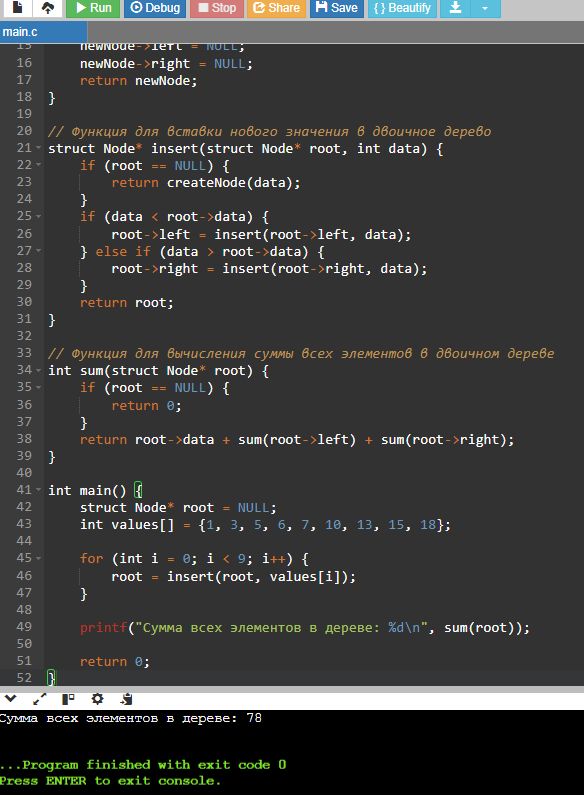 Run Debug Stop Share Save { } Beautify
main.c
15 newNode->left = NULL;
16 newNode->right = NULL;
17 return newNode;
18 }
19
20 // Функция для вставки нового значения в двоичное дерево
21 struct Node* insert(struct Node* root, int data) {
22 if (root == NULL) {
23 return createNode(data);
24 }
25 if (data < root->data) {
26 root->left = insert(root->left, data);
27 } else if (data > root->data) {
28 root->right = insert(root->right, data);
29 }
30 return root;
31 }
32
33 // Функция для вычисления суммы всех элементов в двоичном дереве
34 int sum(struct Node* root) {
35 if (root == NULL) {
36 return 0;
37 }
38 return root->data + sum(root->left) + sum(root->right);
39 }
40
41 int main() {
42 struct Node* root = NULL;
43 int values[] = {1, 3, 5, 6, 7, 10, 13, 15, 18};
44
45 for (int i = 0; i < 9; i++) {
46 root = insert(root, values[i]);
47 }
48
49 printf("Сумма всех элементов в дереве: %d\n", sum(root));
50
51 return 0;
52 }
Сумма всех элементов в дереве: 78
...Program finished with exit code 0
Press ENTER to exit console.